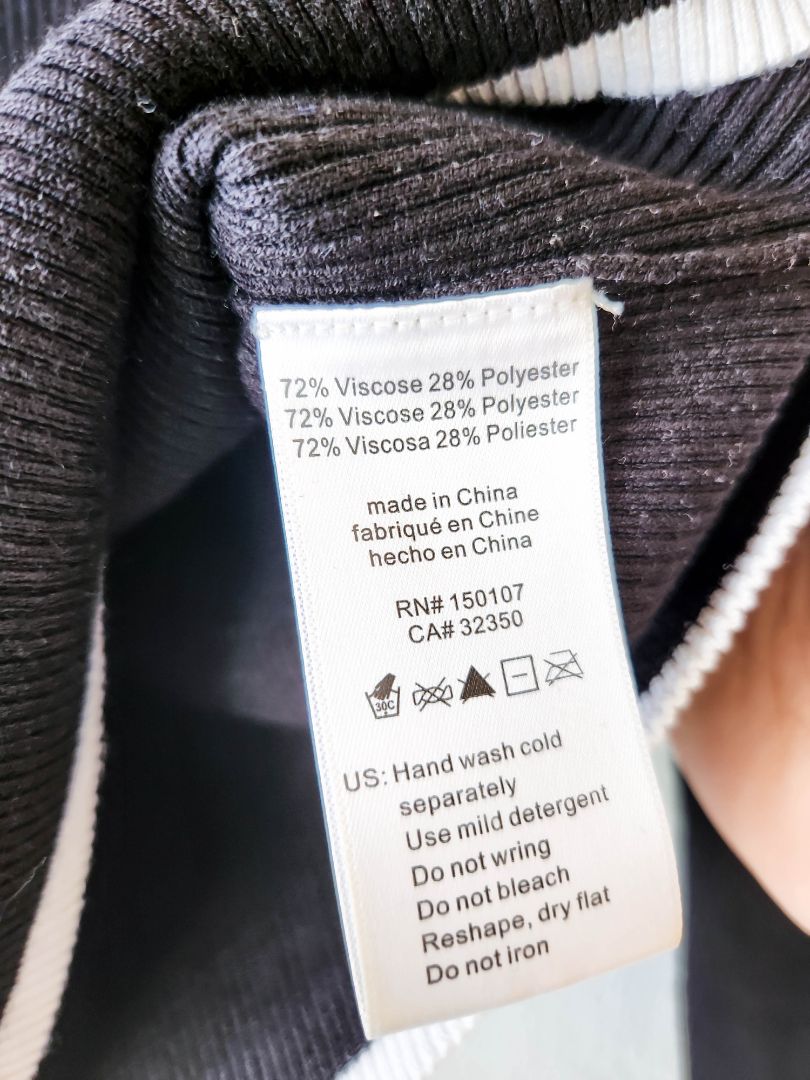 72% Viscose 28% Polyester
72% Viscose 28% Polyester
72% Viscosa 28% Poliester
made in China
fabriqué en Chine
hecho en China
RN# 150107
CA# 32350
30C
US: Hand wash cold
separately
Use mild detergent
Do not wring
Do not bleach
Reshape, dry flat
Do not iron